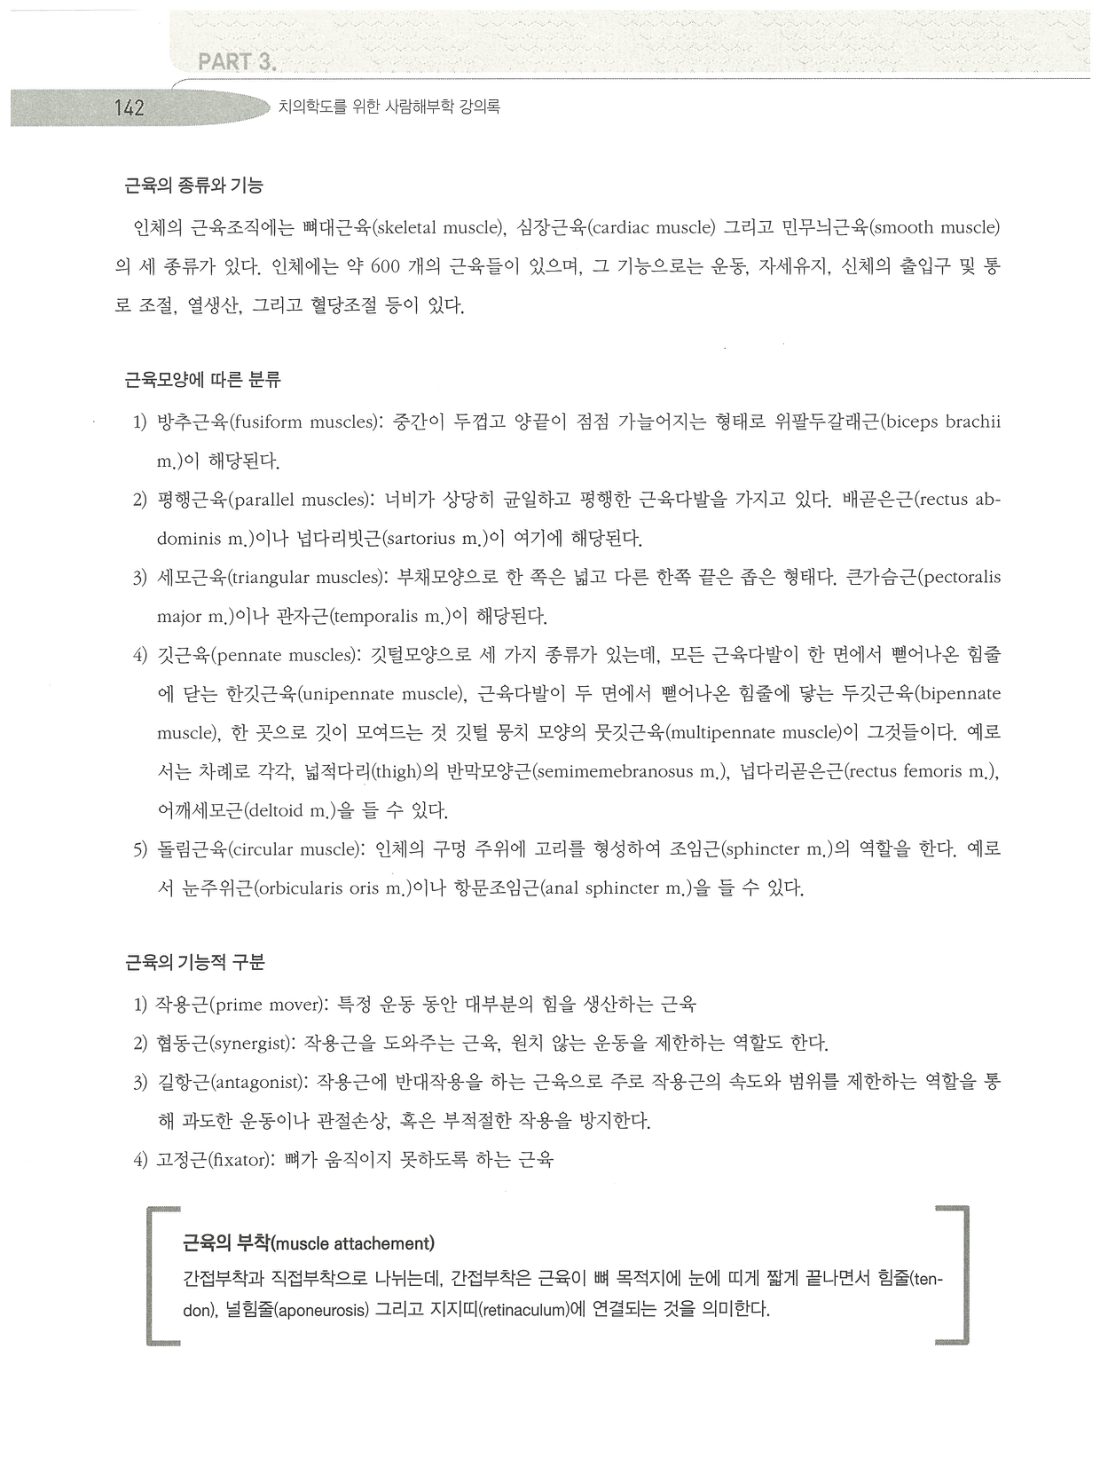 PART 3.
142
치의학도를 위한 사람해부학 강의록
근육의 종류와 기능
인체의 근육조직에는 뼈대근육(skeletal muscle), 심장근육(cardiac muscle) 그리고 민무늬근육(smooth muscle)
의 세 종류가 있다. 인체에는 약 600 개의 근육들이 있으며, 그 기능으로는 운동, 자세유지, 신체의 출입구 및 통
로 조절, 열생산, 그리고 혈당조절 등이 있다.
근육모양에 따른 분류
1) 방추근육(fusiform muscles): 중간이 두껍고 양끝이 점점 가늘어지는 형태로 위팔두갈래근(biceps brachii
m.)이 해당된다.
2) 평행근육(parallel muscles): 너비가 상당히 균일하고 평행한 근육다발을 가지고 있다. 배곧은근(rectus ab-
dominis m.)이나 넙다리빗근(sartorius m.)이 여기에 해당된다.
3) 세모근육(triangular muscles): 부채모양으로 한 쪽은 넓고 다른 한쪽 끝은 좁은 형태다. 큰가슴근(pectoralis
major m.)이나 관자근(temporalis m.)이 해당된다.
4) 깃근육(pennate muscles): 깃털모양으로 세 가지 종류가 있는데, 모든 근육다발이 한 면에서 뻗어나온 힘줄
에 닫는 한깃근육(unipennate muscle), 근육다발이 두 면에서 뻗어나온 힘줄에 닿는 두깃근육(bipennate
muscle), 한 곳으로 깃이 모여드는 것 깃털 뭉치 모양의 뭇깃근육(multipennate muscle)이 그것들이다. 예로
서는 차례로 각각, 넓적다리(thigh)의 반막모양근(semimemebranosus m.), 넙다리곧은근(rectus femoris m.),
어깨세모근(deltoid m.)을 들 수 있다.
5) 돌림근육(circular muscle): 인체의 구멍 주위에 고리를 형성하여 조임근(sphincter m.)의 역할을 한다. 예로
서 눈주위근(orbicularis oris m.)이나 항문조임근(anal sphincter m.)을 들 수 있다.
근육의 기능적 구분
1) 작용근(prime mover): 특정 운동 동안 대부분의 힘을 생산하는 근육
2) 협동근(synergist): 작용근을 도와주는 근육, 원치 않는 운동을 제한하는 역할도 한다.
3) 길항근(antagonist): 작용근에 반대작용을 하는 근육으로 주로 작용근의 속도와 범위를 제한하는 역할을 통
해 과도한 운동이나 관절손상, 혹은 부적절한 작용을 방지한다.
4) 고정근(fixator): 뼈가 움직이지 못하도록 하는 근육
근육의 부착(muscle attachement)
간접부착과 직접부착으로 나뉘는데, 간접부착은 근육이 뼈 목적지에 눈에 띠게 짧게 끝나면서 힘줄(ten-
don), 널힘줄(aponeurosis) 그리고 지지띠(retinaculum)에 연결되는 것을 의미한다.